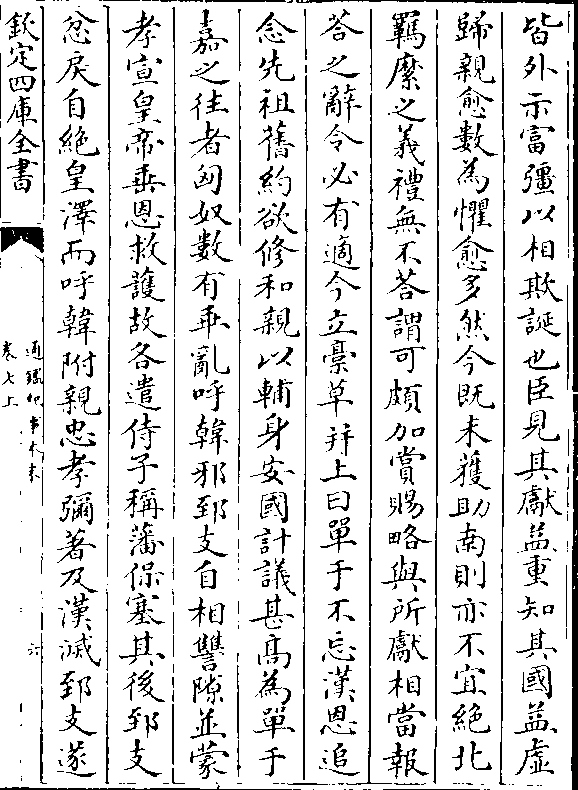 皆外示富彊以相欺誕也臣見其獻益重知其國益虛
歸親愈數為懼愈多然今既未獲助南則亦不宜絶北
羈縻之義禮無不荅謂可頗加賞賜略與所獻相當報
荅之辭令必有適今立藁草并上曰單于不忘漢恩追
念先祖舊約欲修和親以輔身安國計議甚髙為單于
嘉之往者匈奴數有乖亂呼韓邪郅支自相讐隙並蒙
孝宣皇帝垂恩救護故各遣侍子稱藩保塞其後郅支
忿戾自絶皇澤而呼韓附親忠孝彌著及漢滅郅支遂
欽定四庫全書
通鑑紀事本末
卷七上
六